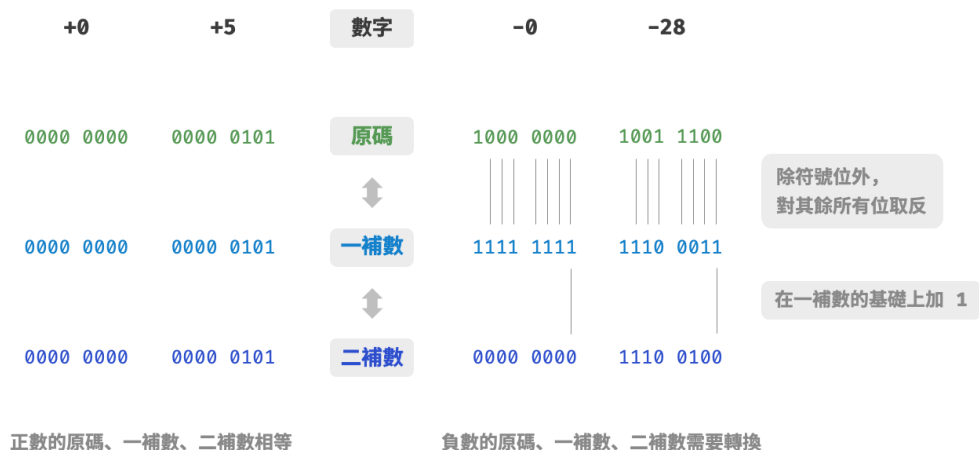 +0 +5 數字 -0 -28
0000 0000 0000 0101 原碼 1000 0000 1001 1100
除符號位外，
對其餘所有位取反
0000 0000 0000 0101 一補數 1111 1111 1110 0011
在一補數的基礎上加 1
0000 0000 0000 0101 二補數 0000 0000 1110 0100
正數的原碼、一補數、二補數相等 負數的原碼、一補數、二補數需要轉換